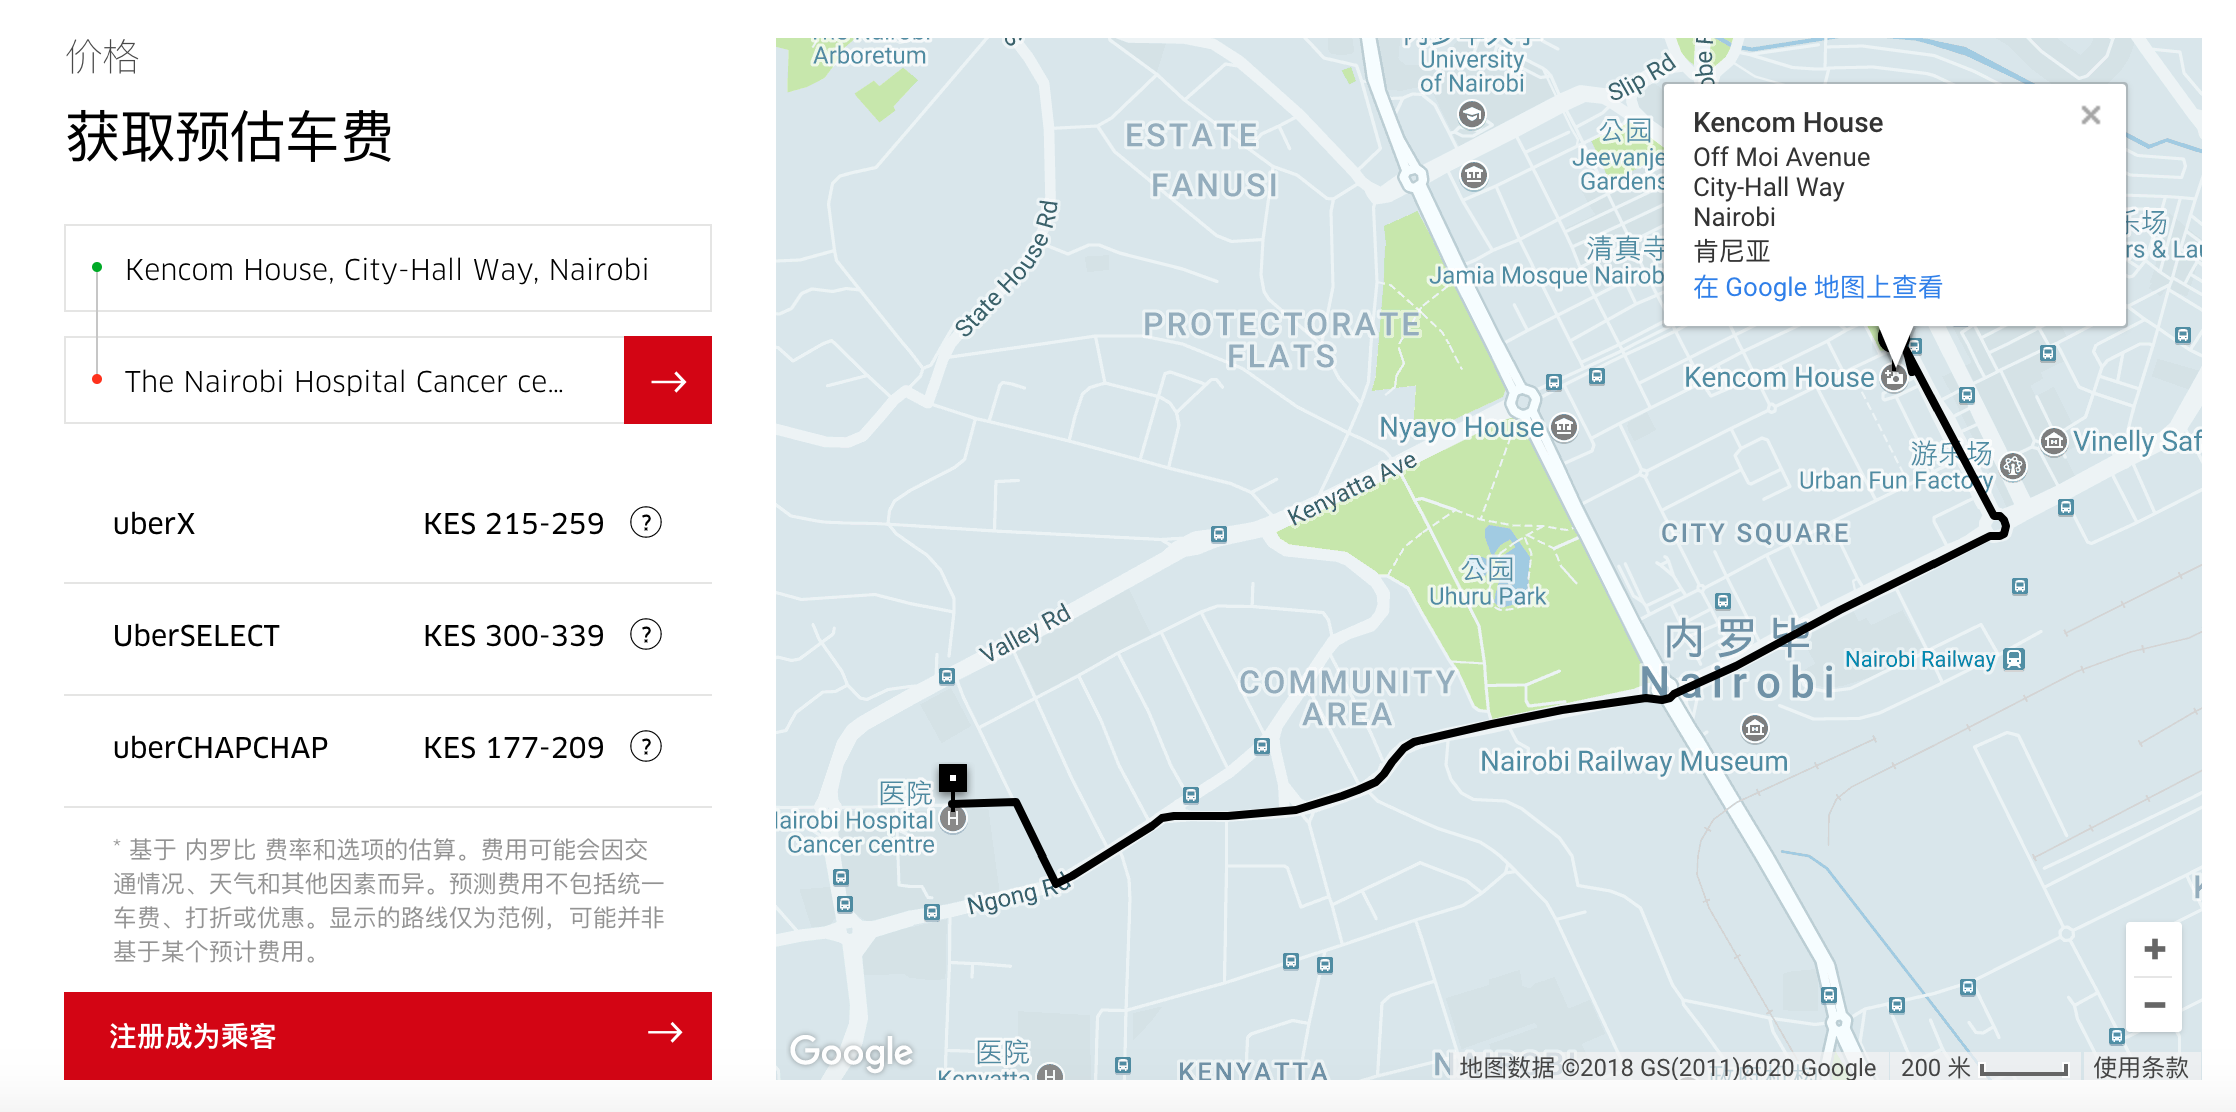 价格
获取预估车费
Kencom House, City-Hall Way, Nairobi
The Nairobi Hospital Cancer ce...
uberX KES 215-259 ?
UberSELECT KES 300-339 ?
uberCHAPCHAP KES 177-209 ?
* 基于 内罗比 费率和选项的估算。费用可能会因交
通情况、天气和其他因素而异。预测费用不包括统一
车费、打折或优惠。显示的路线仅为范例，可能并非
基于某个预计费用。
注册成为乘客
Arboretum
University
of Nairobi
Slip Rd
ESTATE
FANUSI
公园
Jeevanje
Gardens
Kencom House
Off Moi Avenue
City-Hall Way
Nairobi
肯尼亚
在 Google 地图上查看
State House Rd
清真寺
Jamia Mosque Nairob
乐场
rs & Lau
PROTECTORATE
FLATS
Kencom House
Nyayo House
Kenyatta Ave
游乐场
Urban Fun Factory
Vinelly Saf
CITY SQUARE
公园
Uhuru Park
Valley Rd
内罗毕
Nairobi
Nairobi Railway
COMMUNITY
AREA
Nairobi Railway Museum
医院
airobi Hospital
Cancer centre
H
Ngong Rd
医院
Kenyatta
H
KENYATTA
Google
地图数据 ©2018 GS(2011)6020 Google
200 米
使用条款